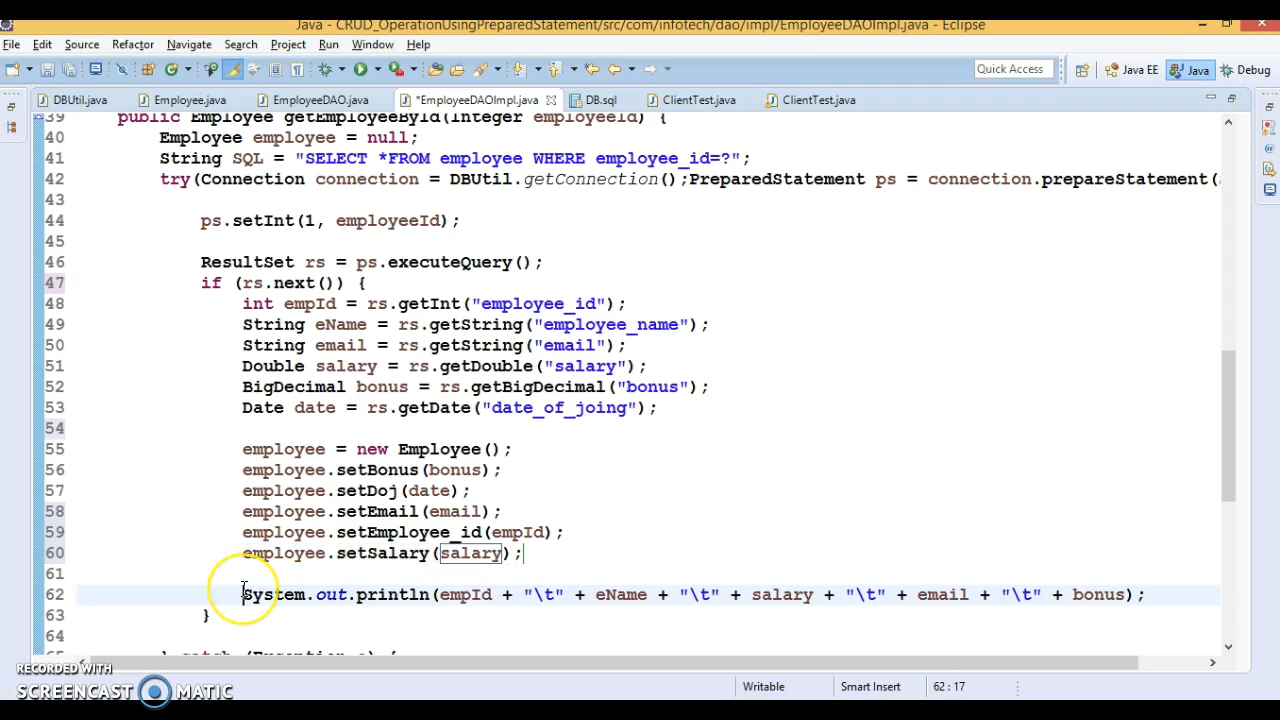 Java - CRUD_OperationUsingPreparedStatement/src/com/infotech/dao/impl/EmployeeDAOImpl.java - Eclipse
File Edit Source Refactor Navigate Search Project Run Window Help
Quick Access Java EE Java Debug
DBUtil.java Employee.java EmployeeDAO.java *EmployeeDAOImpl.java DB.sql ClientTest.java ClientTest.java
39 public Employee getEmployeeById(Integer employeeId) {
40 Employee employee = null;
41 String SQL = "SELECT *FROM employee WHERE employee_id=?";
42 try(Connection connection = DBUtil.getConnection();PreparedStatement ps = connection.prepareStatement(
43
44 ps.setInt(1, employeeId);
45
46 ResultSet rs = ps.executeQuery();
47 if (rs.next()) {
48 int empId = rs.getInt("employee_id");
49 String eName = rs.getString("employee_name");
50 String email = rs.getString("email");
51 Double salary = rs.getDouble("salary");
52 BigDecimal bonus = rs.getBigDecimal("bonus");
53 Date date = rs.getDate("date_of_joing");
54
55 employee = new Employee();
56 employee.setBonus(bonus);
57 employee.setDoj(date);
58 employee.setEmail(email);
59 employee.setEmployee_id(empId);
60 employee.setSalary(salary);
61
62 System.out.println(empId + "\t" + eName + "\t" + salary + "\t" + email + "\t" + bonus);
63 }
64
65 } catch (Exception e) {
RECORDED WITH
SCREENCAST MATIC
Writable Smart Insert 62 : 17